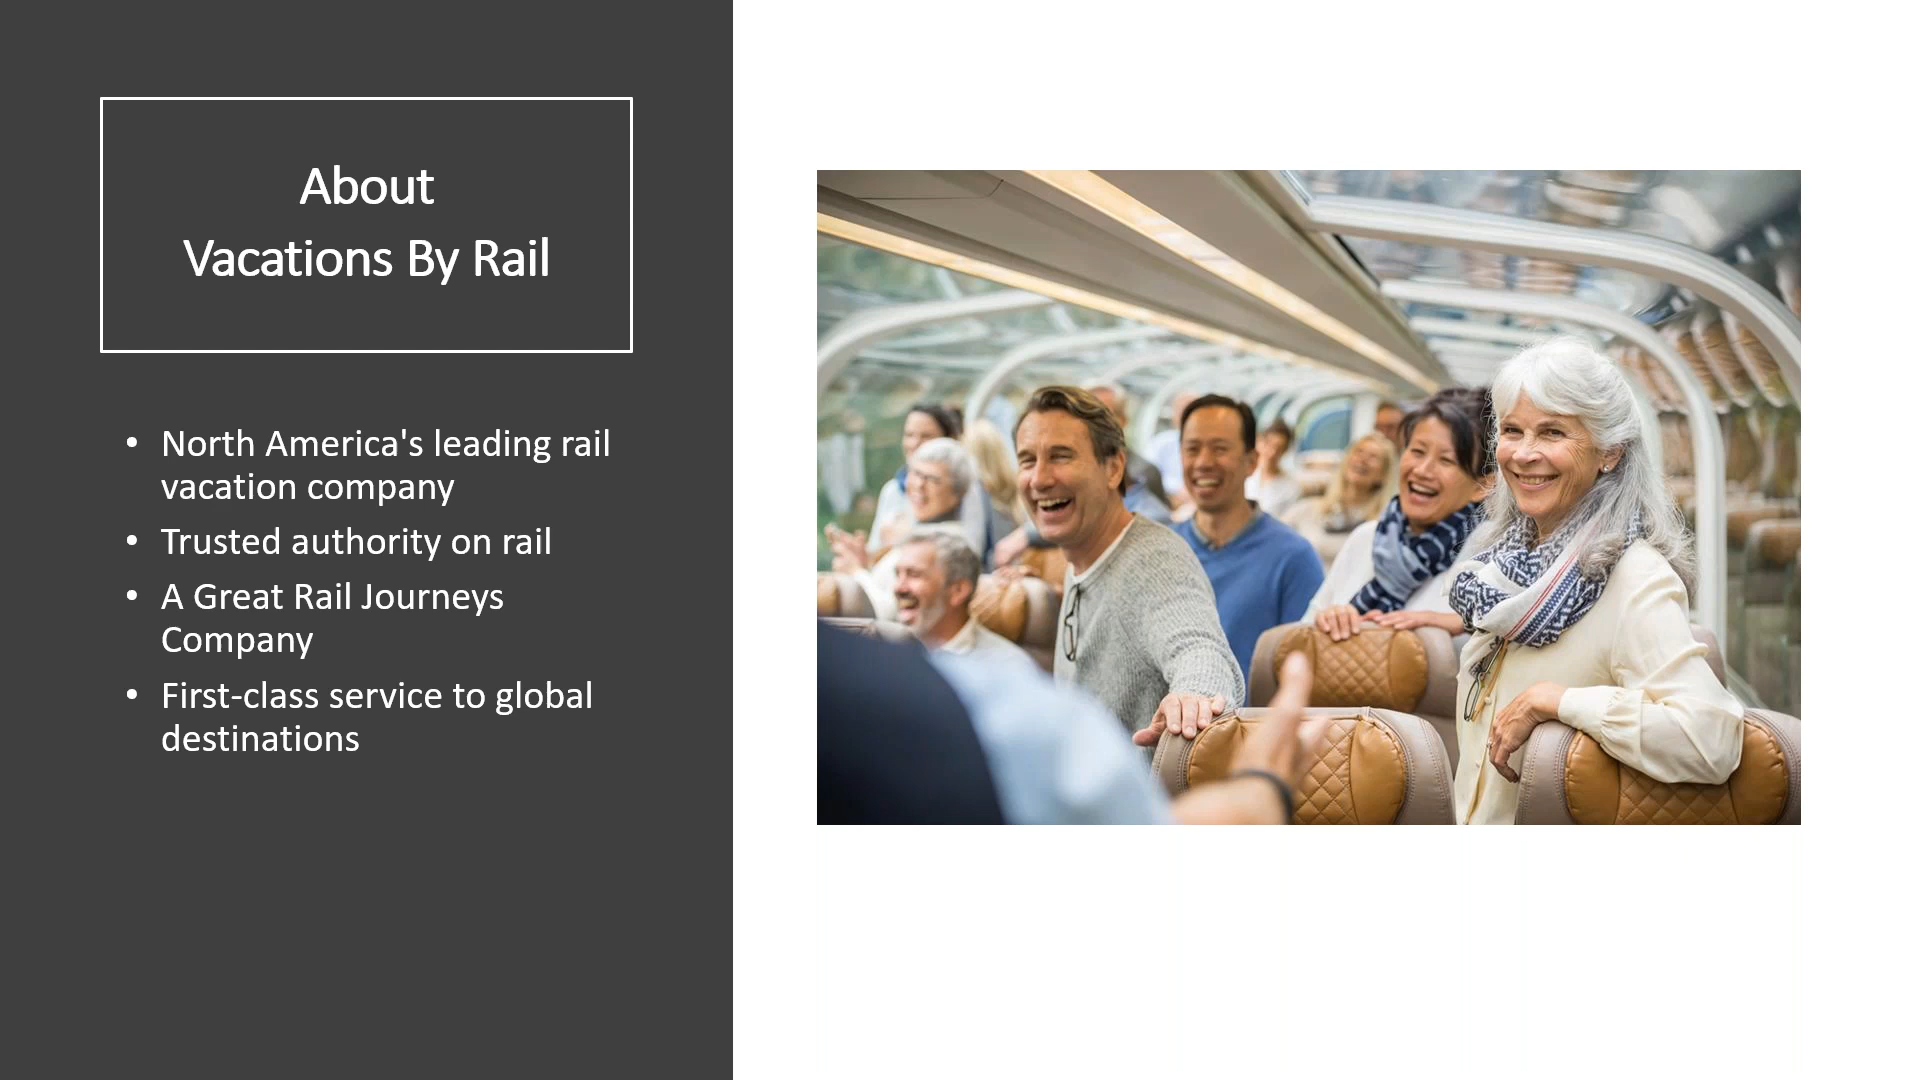 About
Vacations By Rail
• North America's leading rail
vacation company
• Trusted authority on rail
• A Great Rail Journeys
Company
• First-class service to global
destinations